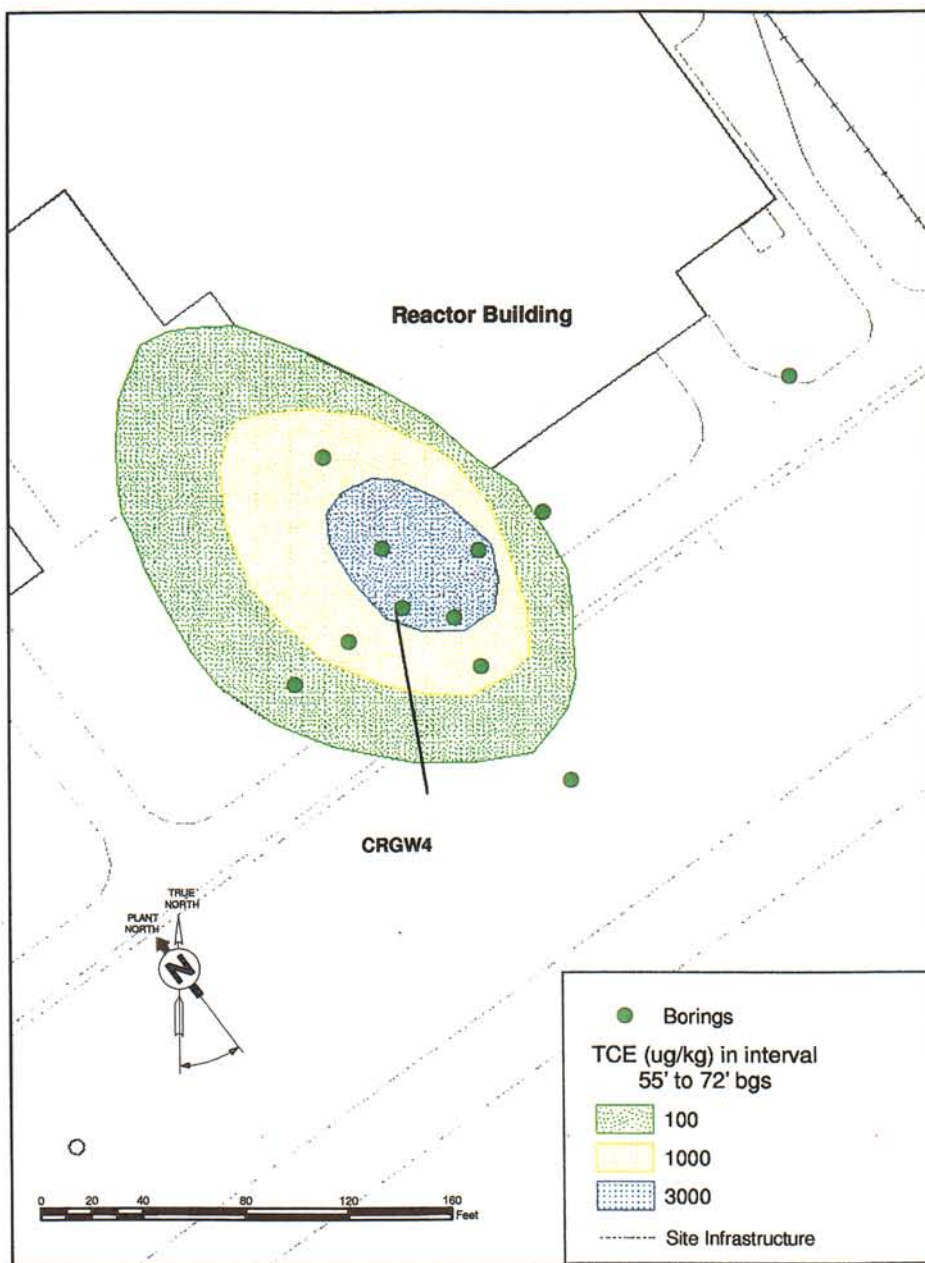 Reactor Building
CRGW4
TRUE
NORTH
PLANT
NORTH
N
0 20 40 80 120 160
Feet
Borings
TCE (ug/kg) in interval
55' to 72' bgs
100
1000
3000
Site Infrastructure